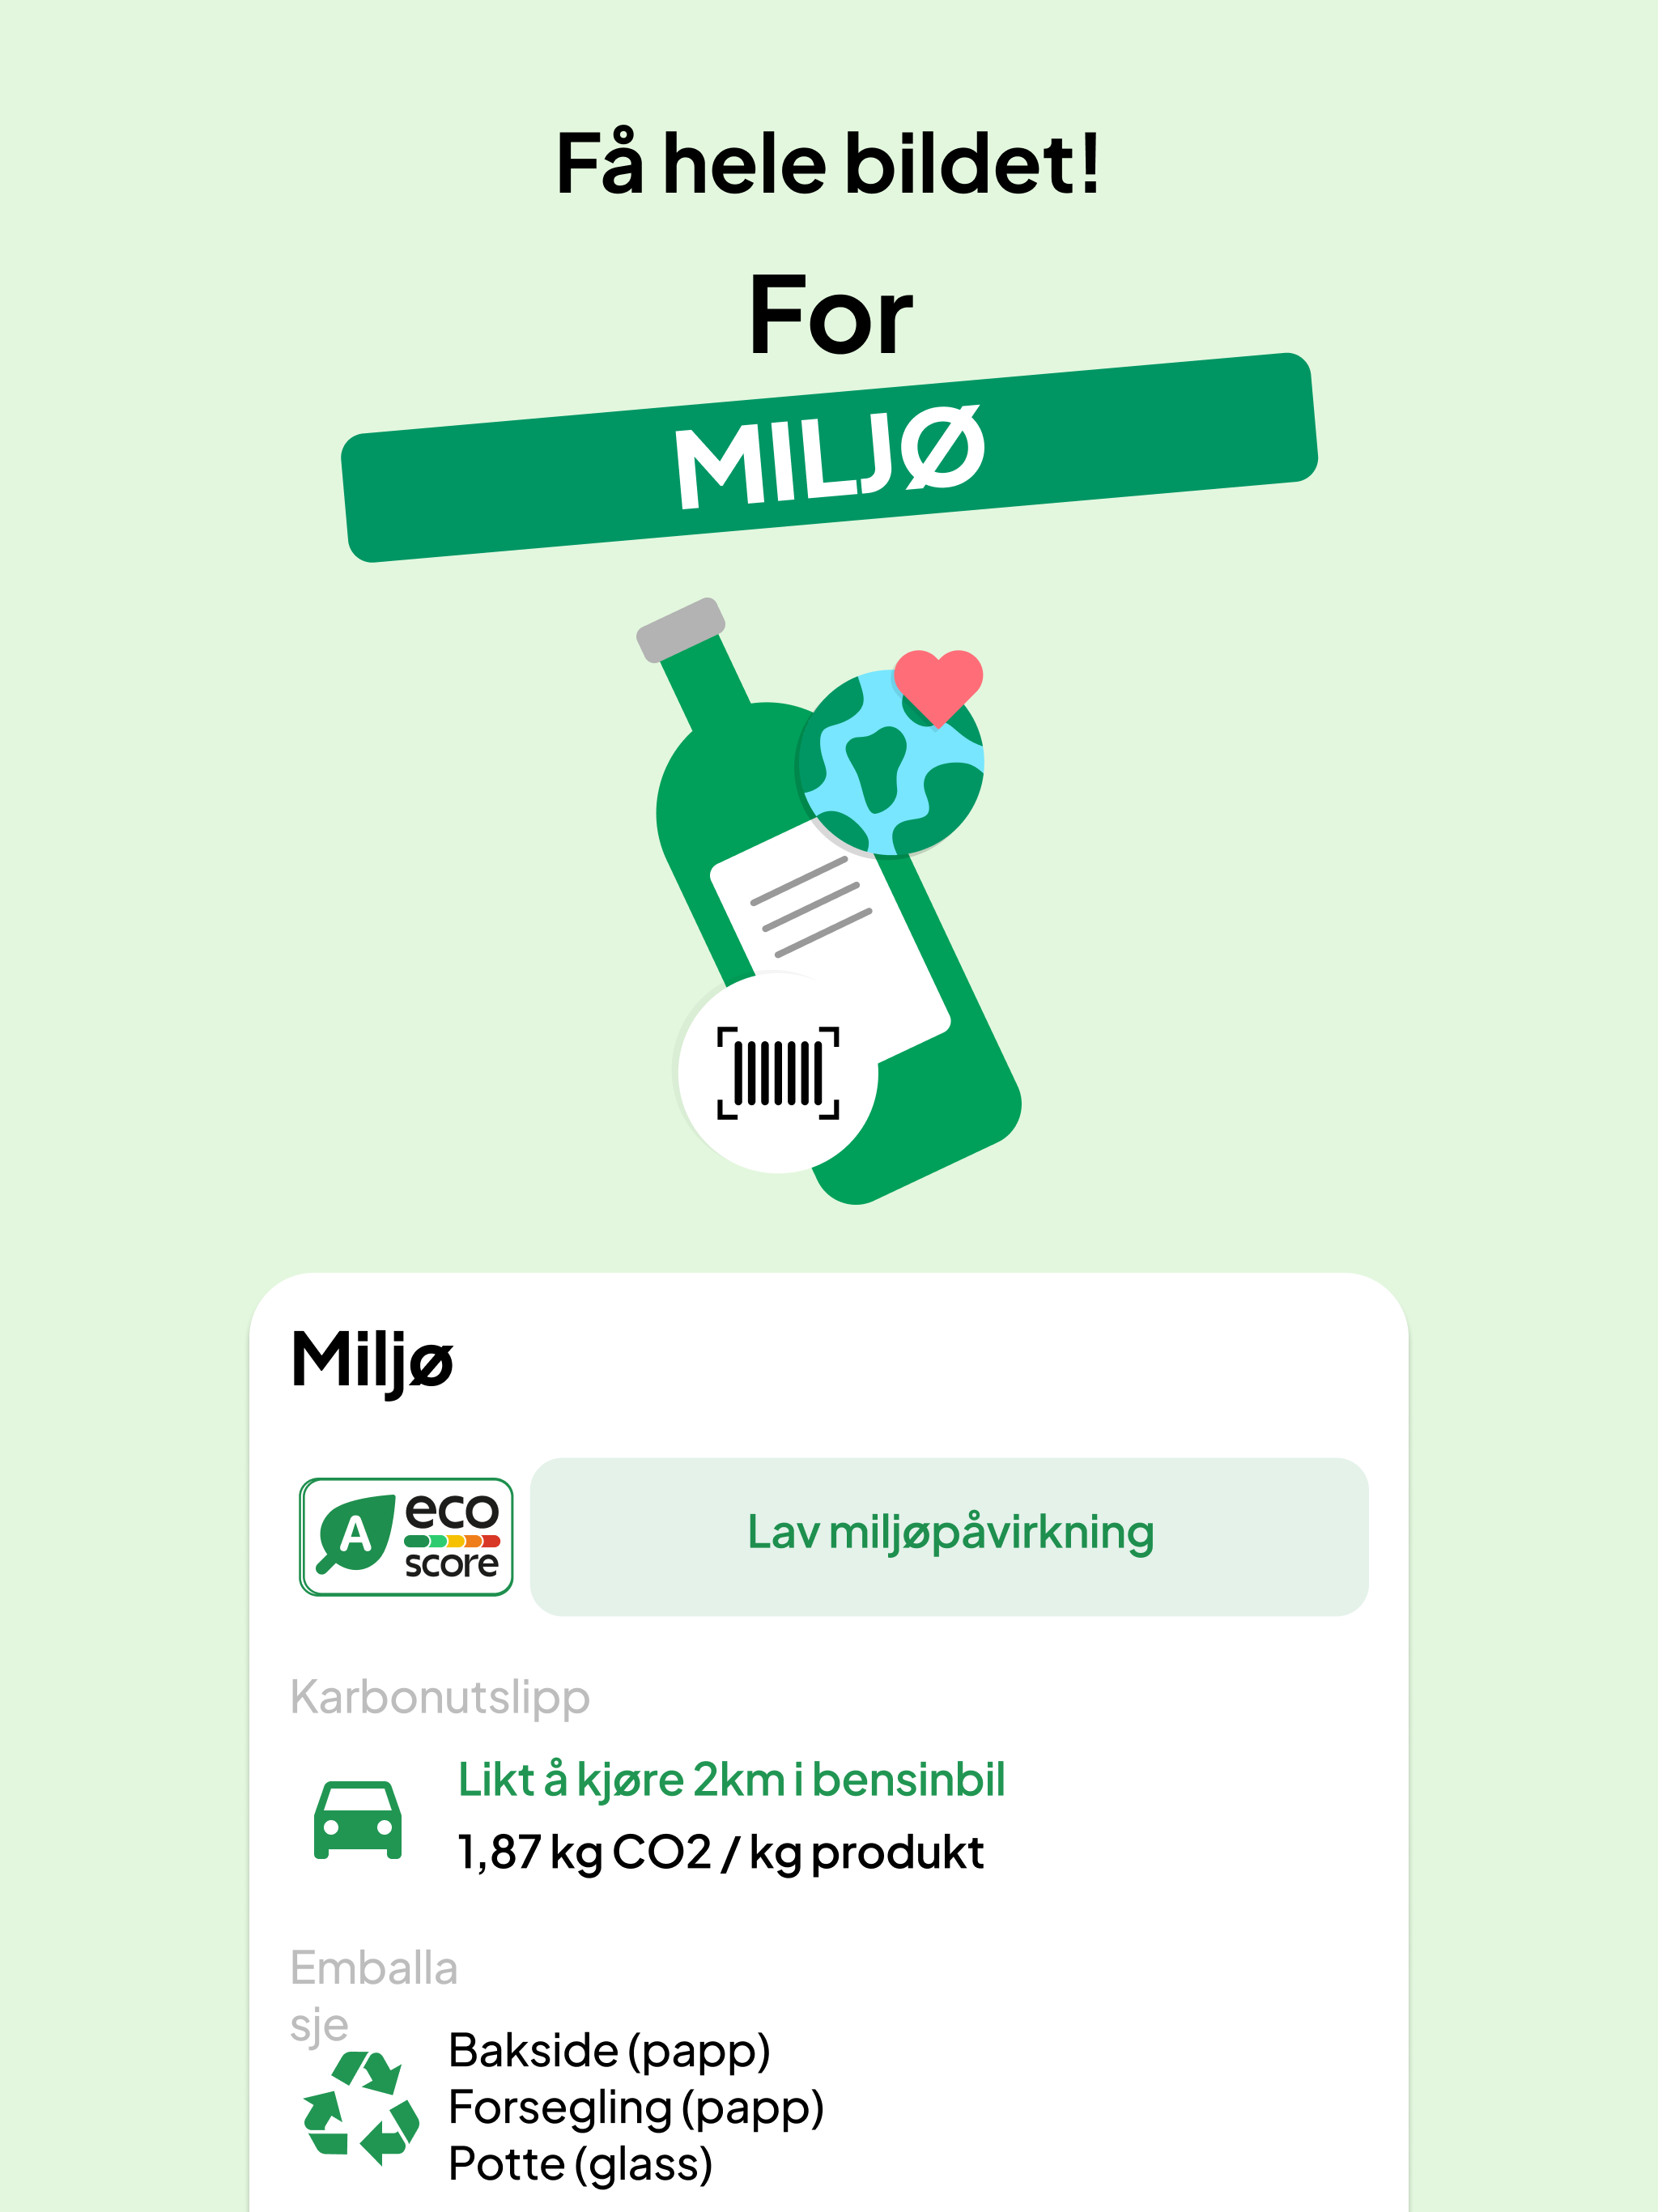 Få hele bildet!
For
MILJØ
Miljø
A
eco
score
Lav miljøpåvirkning
Karbonutslipp
Likt å kjøre 2km i bensinbil
1,87 kg CO2 / kg produkt
Emballa
sje
Bakside (papp)
Forsegling (papp)
Potte (glass)